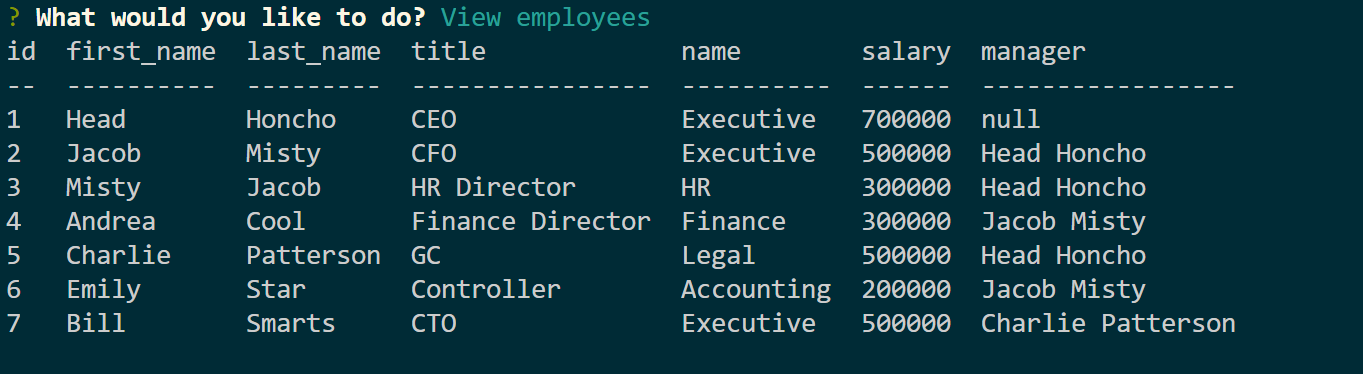 ? What would you like to do? View employees
id  first_name  last_name  title             name        salary  manager
--  ----------  ---------  ----------------  ----------  ------  -----------------
1   Head        Honcho     CEO               Executive   700000  null
2   Jacob       Misty      CFO               Executive   500000  Head Honcho
3   Misty       Jacob      HR Director       HR          300000  Head Honcho
4   Andrea      Cool       Finance Director  Finance     300000  Jacob Misty
5   Charlie     Patterson  GC                Legal       500000  Head Honcho
6   Emily       Star       Controller        Accounting  200000  Jacob Misty
7   Bill        Smarts     CTO               Executive   500000  Charlie Patterson